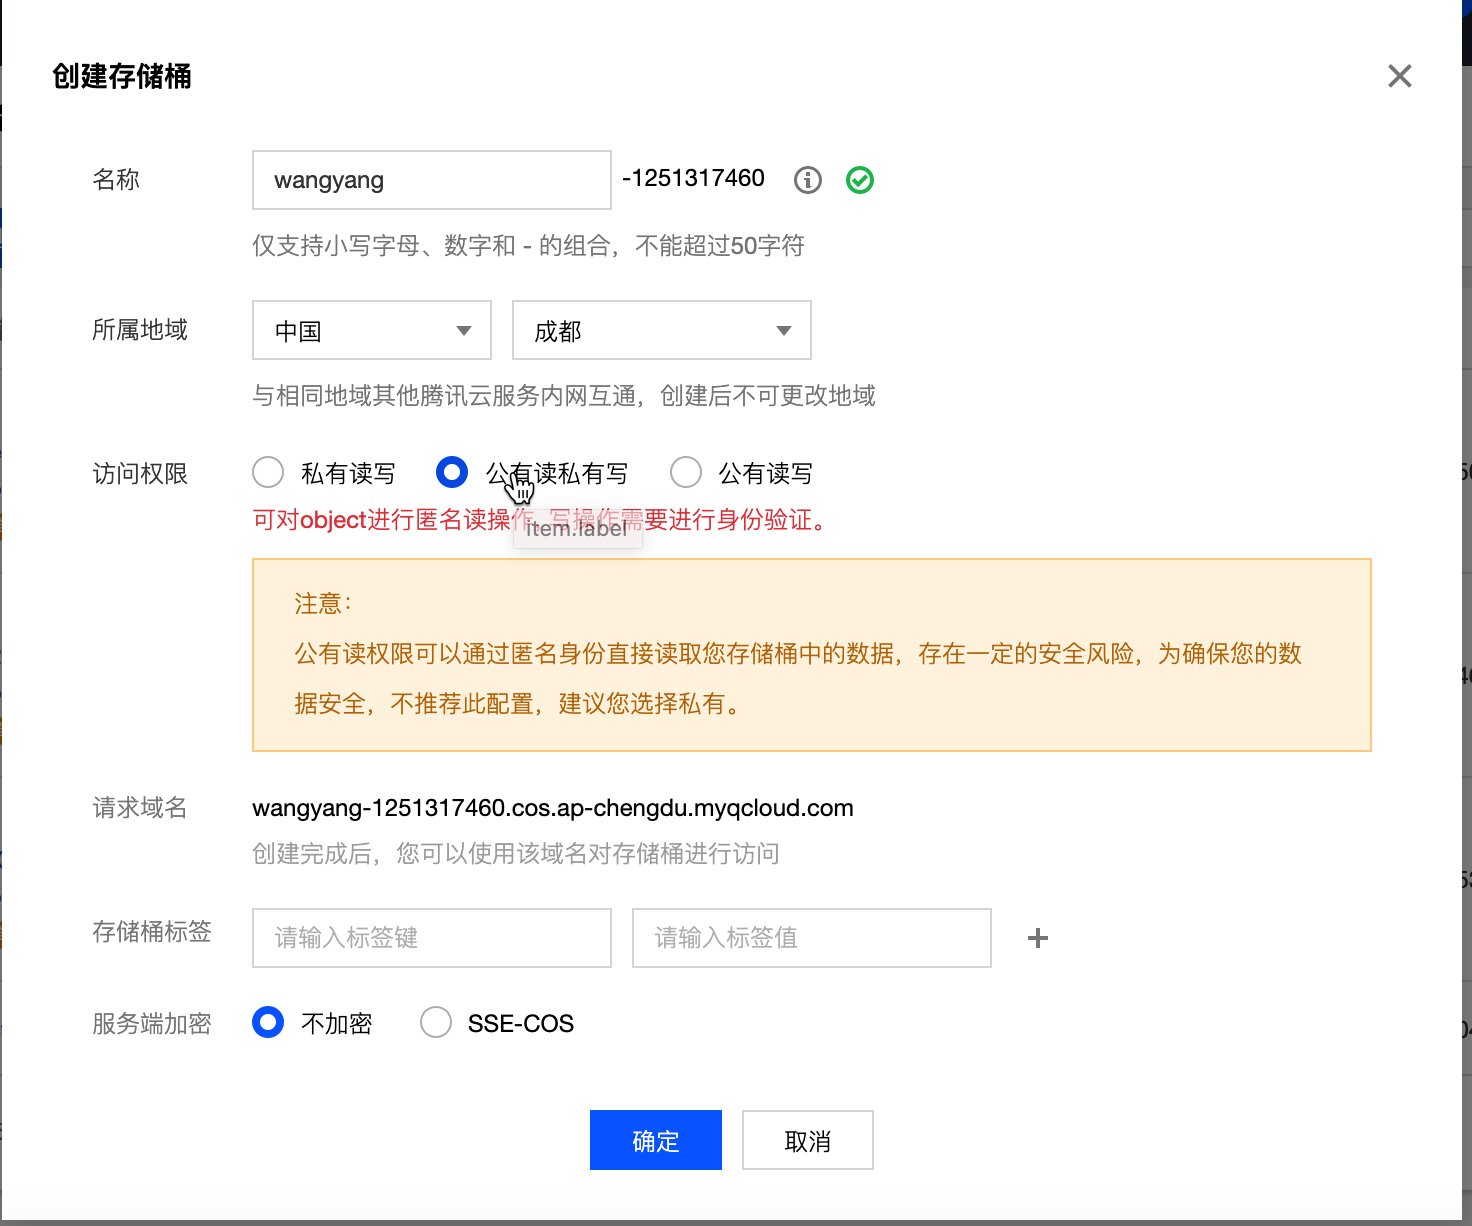 创建存储桶
名称
wangyang
-1251317460
仅支持小写字母、数字和 - 的组合，不能超过50字符
所属地域
中国
成都
与相同地域其他腾讯云服务内网互通，创建后不可更改地域
访问权限
私有读写
公有读私有写
公有读写
可对object进行匿名读操作，写操作需要进行身份验证。
item.label
注意：
公有读权限可以通过匿名身份直接读取您存储桶中的数据，存在一定的安全风险，为确保您的数
据安全，不推荐此配置，建议您选择私有。
请求域名
wangyang-1251317460.cos.ap-chengdu.myqcloud.com
创建完成后，您可以使用该域名对存储桶进行访问
存储桶标签
请输入标签键
请输入标签值
服务端加密
不加密
SSE-COS
确定
取消